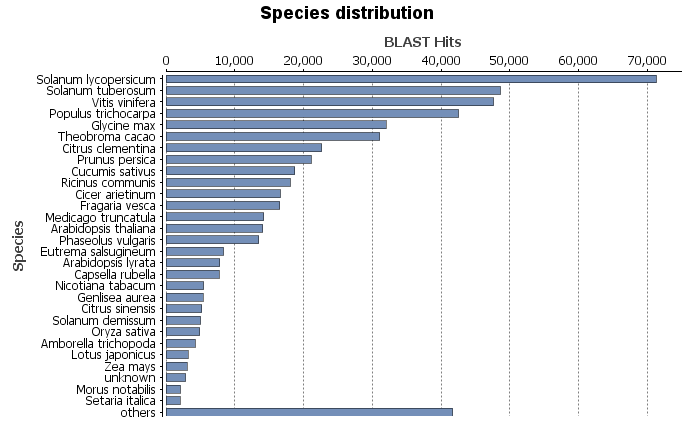 Species distribution
BLAST Hits
0 10,000 20,000 30,000 40,000 50,000 60,000 70,000
Species
Solanum lycopersicum
Solanum tuberosum
Vitis vinifera
Populus trichocarpa
Glycine max
Theobroma cacao
Citrus clementina
Prunus persica
Cucumis sativus
Ricinus communis
Cicer arietinum
Fragaria vesca
Medicago truncatula
Arabidopsis thaliana
Phaseolus vulgaris
Eutrema salsugineum
Arabidopsis lyrata
Capsella rubella
Nicotiana tabacum
Genlisea aurea
Citrus sinensis
Solanum demissum
Oryza sativa
Amborella trichopoda
Lotus japonicus
Zea mays
unknown
Morus notabilis
Setaria italica
others